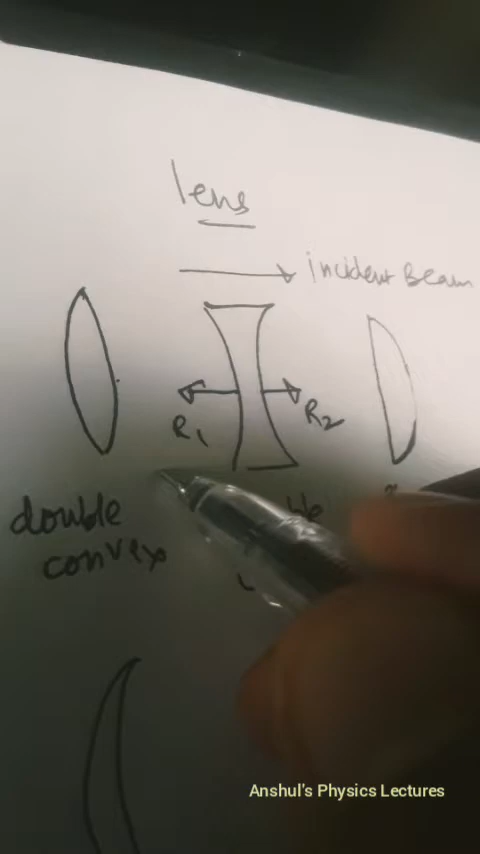 lens
incident Beam
R1
R2
double
convex
Anshul's Physics Lectures